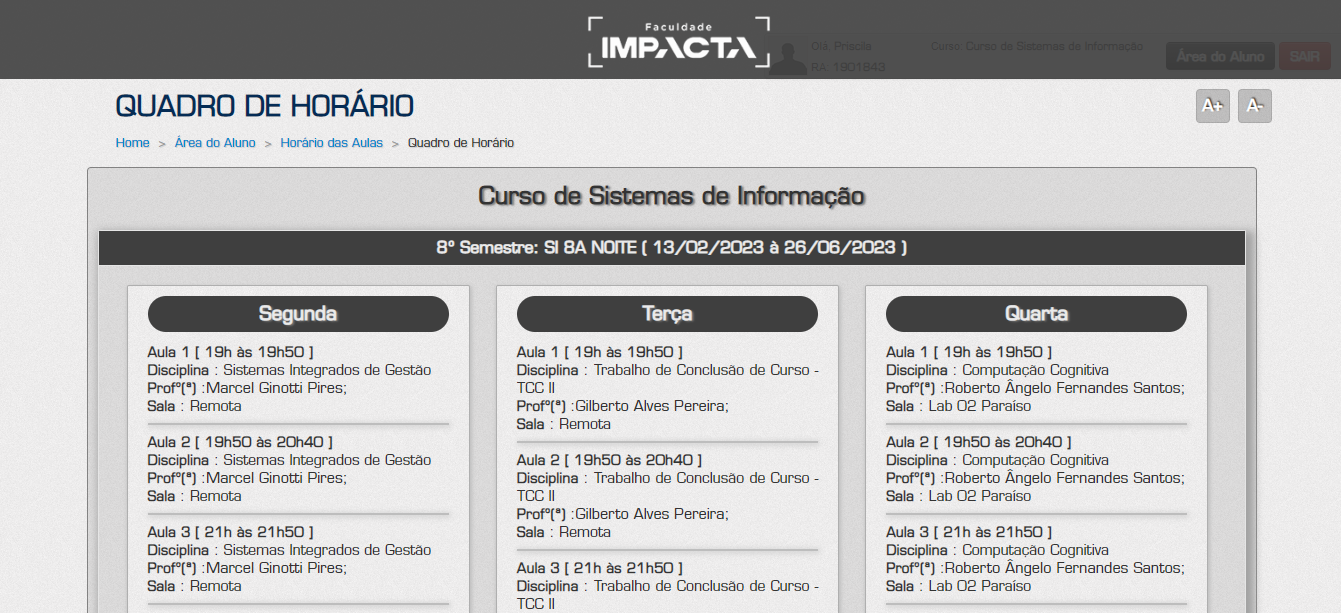 Faculdade
IMPACTA
Olá, Priscila
RA: 1901843
Curso: Curso de Sistemas de Informação
Área do Aluno
SAIR
QUADRO DE HORÁRIO
A+
A-
Home > Área do Aluno > Horário das Aulas > Quadro de Horário
Curso de Sistemas de Informação
8º Semestre: SI 8A NOITE ( 13/02/2023 à 26/06/2023 )
Segunda
Aula 1 [ 19h às 19h50 ]
Disciplina : Sistemas Integrados de Gestão
Profº(ª) :Marcel Ginotti Pires;
Sala : Remota
Aula 2 [ 19h50 às 20h40 ]
Disciplina : Sistemas Integrados de Gestão
Profº(ª) :Marcel Ginotti Pires;
Sala : Remota
Aula 3 [ 21h às 21h50 ]
Disciplina : Sistemas Integrados de Gestão
Profº(ª) :Marcel Ginotti Pires;
Sala : Remota
Terça
Aula 1 [ 19h às 19h50 ]
Disciplina : Trabalho de Conclusão de Curso -
TCC II
Profº(ª) :Gilberto Alves Pereira;
Sala : Remota
Aula 2 [ 19h50 às 20h40 ]
Disciplina : Trabalho de Conclusão de Curso -
TCC II
Profº(ª) :Gilberto Alves Pereira;
Sala : Remota
Aula 3 [ 21h às 21h50 ]
Disciplina : Trabalho de Conclusão de Curso -
TCC II
Quarta
Aula 1 [ 19h às 19h50 ]
Disciplina : Computação Cognitiva
Profº(ª) :Roberto Ângelo Fernandes Santos;
Sala : Lab 02 Paraíso
Aula 2 [ 19h50 às 20h40 ]
Disciplina : Computação Cognitiva
Profº(ª) :Roberto Ângelo Fernandes Santos;
Sala : Lab 02 Paraíso
Aula 3 [ 21h às 21h50 ]
Disciplina : Computação Cognitiva
Profº(ª) :Roberto Ângelo Fernandes Santos;
Sala : Lab 02 Paraíso